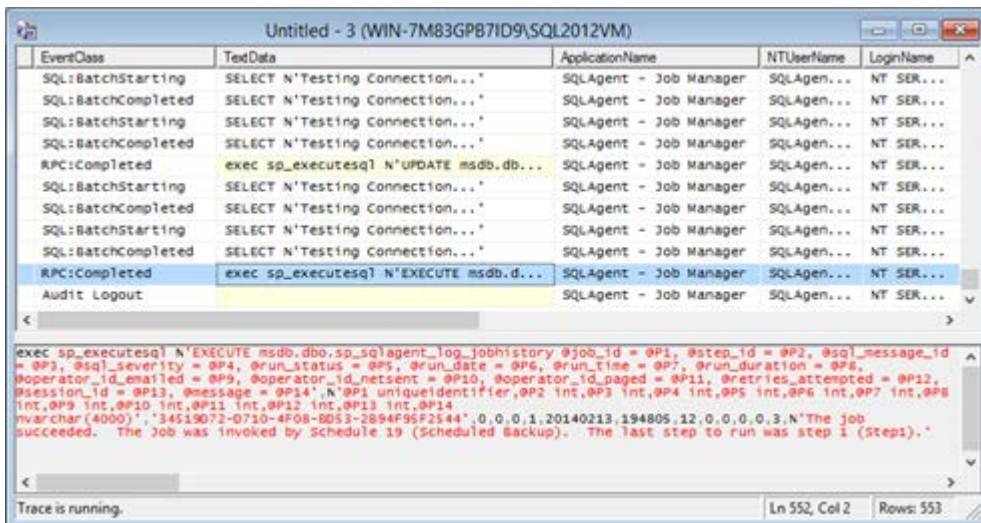 Untitled - 3 (WIN-7M83GPB7ID9\SQL2012VM)
EventClass TextData ApplicationName NTUserName LoginName
SQL:BatchStarting SELECT N'Testing Connection...' SQLAgent - Job Manager SQLAgen... NT SER...
SQL:BatchCompleted SELECT N'Testing Connection...' SQLAgent - Job Manager SQLAgen... NT SER...
SQL:BatchStarting SELECT N'Testing Connection...' SQLAgent - Job Manager SQLAgen... NT SER...
SQL:BatchCompleted SELECT N'Testing Connection...' SQLAgent - Job Manager SQLAgen... NT SER...
RPC:Completed exec sp_executesql N'UPDATE msdb.db... SQLAgent - Job Manager SQLAgen... NT SER...
SQL:BatchStarting SELECT N'Testing Connection...' SQLAgent - Job Manager SQLAgen... NT SER...
SQL:BatchCompleted SELECT N'Testing Connection...' SQLAgent - Job Manager SQLAgen... NT SER...
SQL:BatchStarting SELECT N'Testing Connection...' SQLAgent - Job Manager SQLAgen... NT SER...
SQL:BatchCompleted SELECT N'Testing Connection...' SQLAgent - Job Manager SQLAgen... NT SER...
RPC:Completed exec sp_executesql N'EXECUTE msdb.d... SQLAgent - Job Manager SQLAgen... NT SER...
Audit Logout SQLAgent - Job Manager SQLAgen... NT SER...
exec sp_executesql N'EXECUTE msdb.dbo.sp_sqlagent_log_jobhistory @job_id = @P1, @step_id = @P2, @sql_message_id
= @P3, @sql_severity = @P4, @run_status = @P5, @run_date = @P6, @run_time = @P7, @run_duration = @P8,
@operator_id_emailed = @P9, @operator_id_netsent = @P10, @operator_id_paged = @P11, @retries_attempted = @P12,
@session_id = @P13, @message = @P14',N'@P1 uniqueidentifier,@P2 int,@P3 int,@P4 int,@P5 int,@P6 int,@P7 int,@P8
int,@P9 int,@P10 int,@P11 int,@P12 int,@P13 int,@P14
nvarchar(4000)','34519D72-0710-4F08-BD53-2B94F95F2544',0,0,0,1,20140213,194805,12,0,0,0,0,3,N'The job
succeeded.  The Job was invoked by Schedule 19 (Scheduled Backup).  The last step to run was step 1 (Step1).'
Trace is running. Ln 552, Col 2 Rows: 553